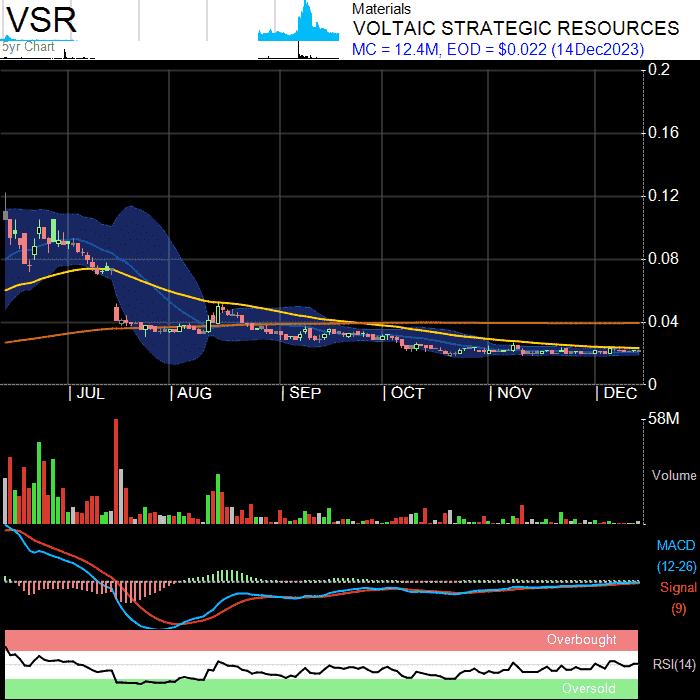 VSR
5yr Chart
Materials
VOLTAIC STRATEGIC RESOURCES
MC = 12.4M, EOD = $0.022 (14Dec2023)
0.2
0.16
0.12
0.08
0.04
0
JUL AUG SEP OCT NOV DEC
58M
Volume
MACD
(12-26)
Signal
(9)
Overbought
RSI(14)
Oversold